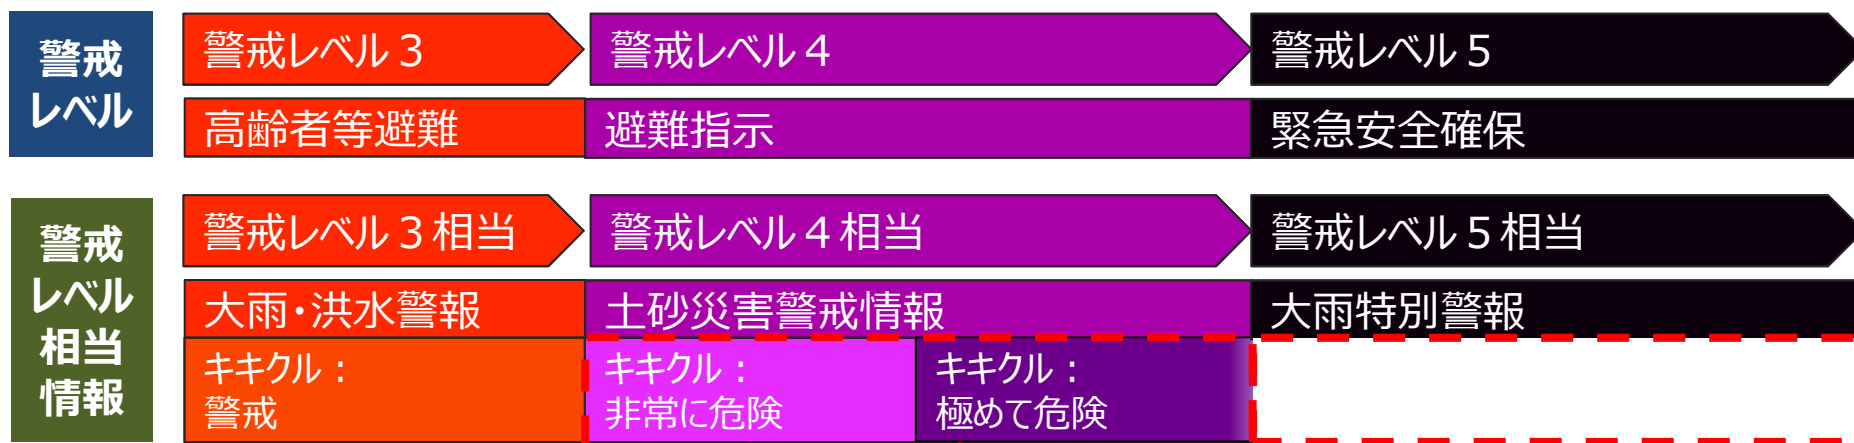 警戒
レベル
警戒レベル３
警戒レベル４
警戒レベル５
高齢者等避難
避難指示
緊急安全確保
警戒
レベル
相当
情報
警戒レベル３相当
警戒レベル４相当
警戒レベル５相当
大雨・洪水警報
土砂災害警戒情報
大雨特別警報
キキクル：
警戒
キキクル：
非常に危険
キキクル：
極めて危険